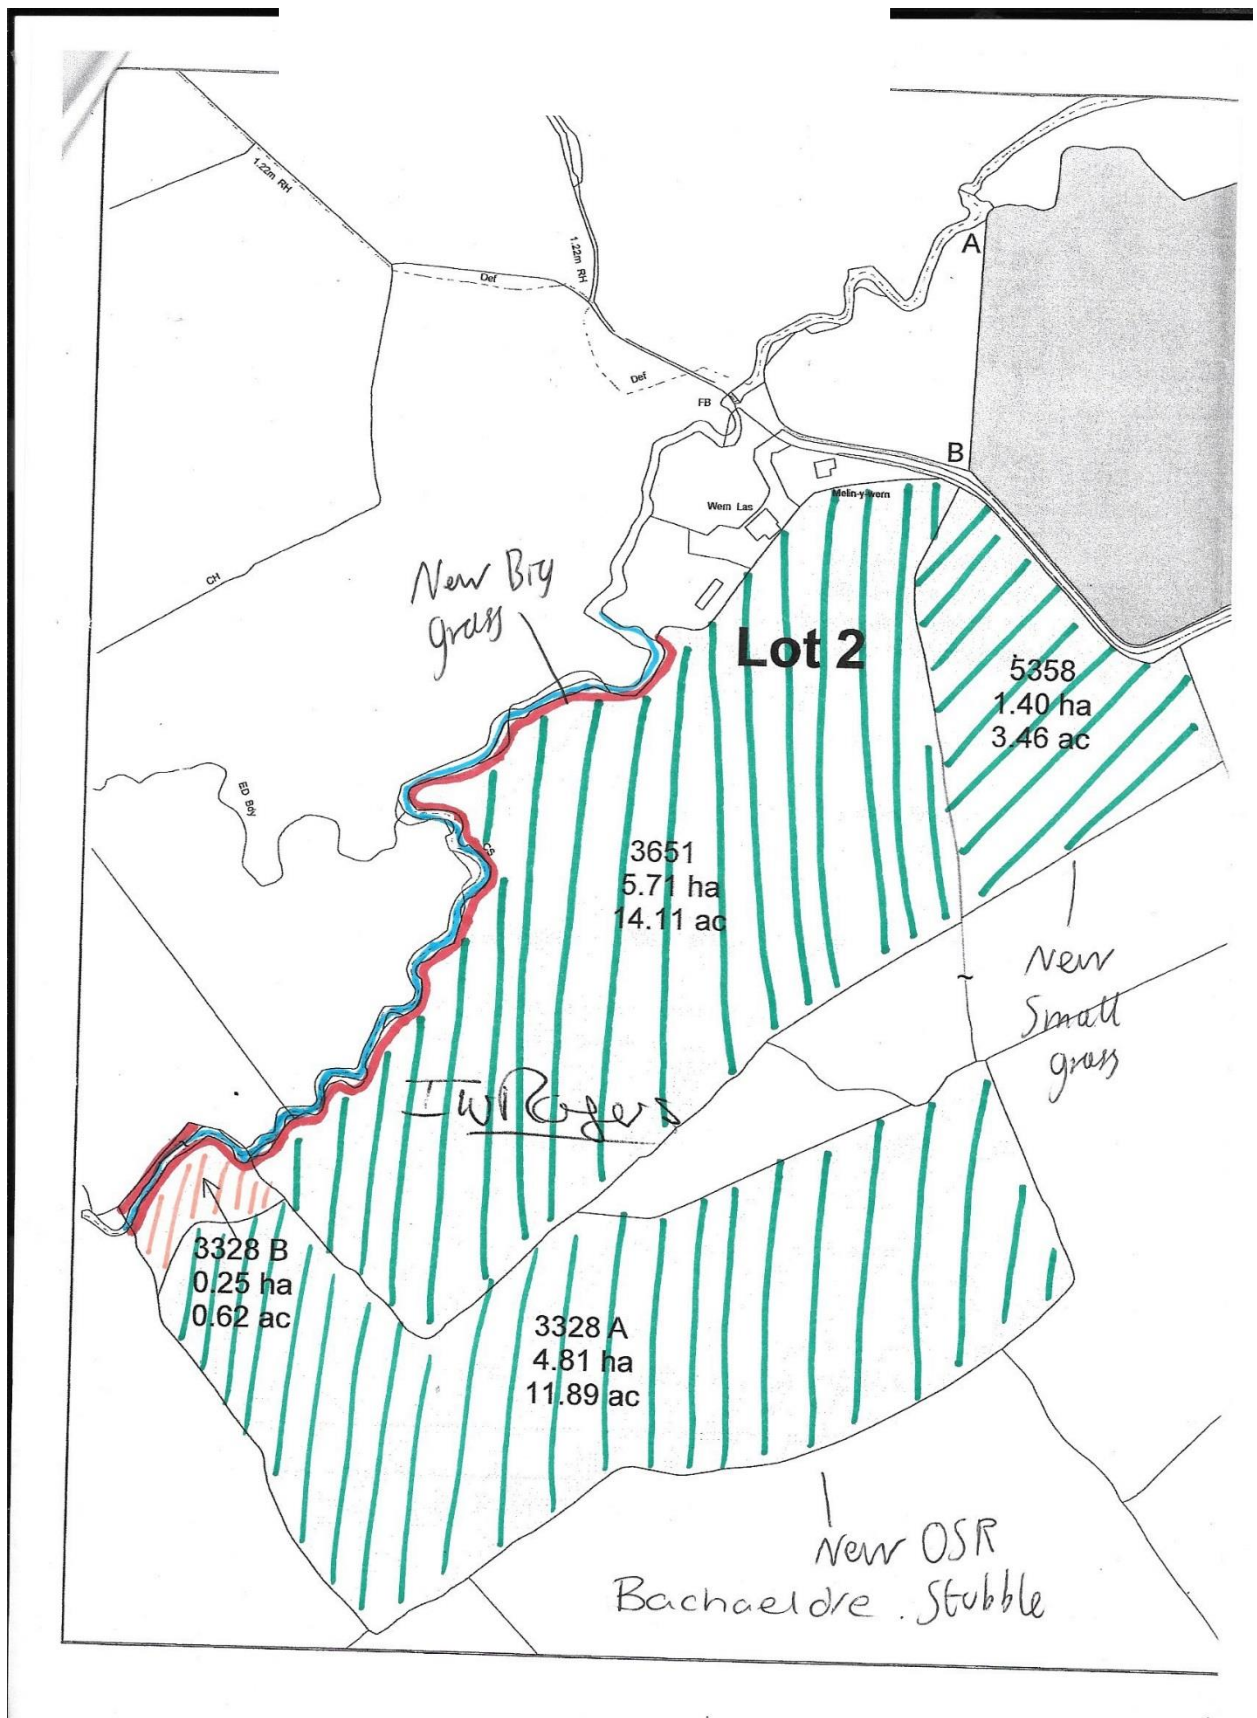 1.22m RH
1.22m RH
A
Def
Def
FB
B
Melin-y-wern
Wern Las
CH
New Big
grass
Lot 2
5358
1.40 ha
3.46 ac
ED Bdy
CS
3651
5.71 ha
14.11 ac
New
Small
grass
I W Rogers
3328 B
0.25 ha
0.62 ac
3328 A
4.81 ha
11.89 ac
New OSR
Bachaeldre . Stubble